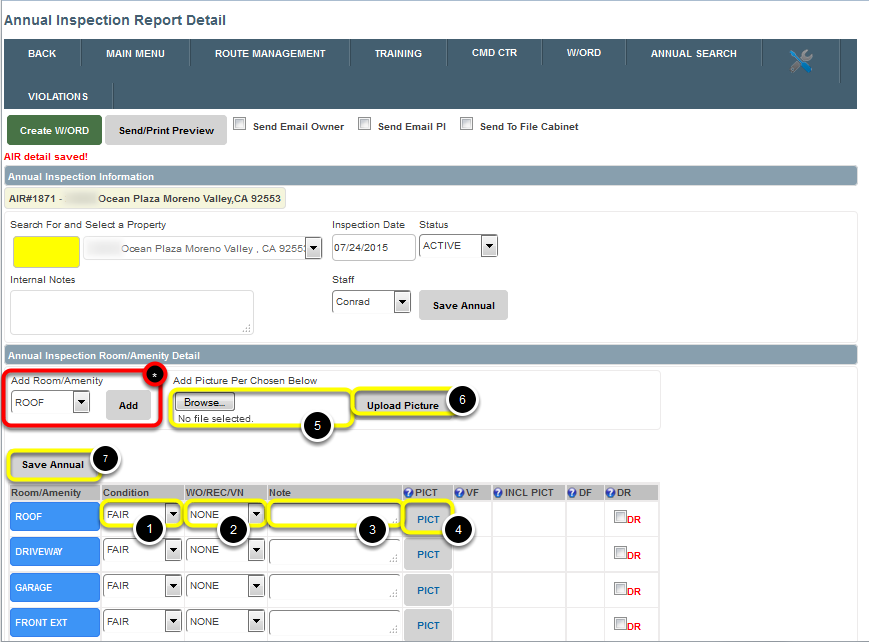 Annual Inspection Report Detail
BACK MAIN MENU ROUTE MANAGEMENT TRAINING CMD CTR W/ORD ANNUAL SEARCH
VIOLATIONS
Create W/ORD Send/Print Preview Send Email Owner Send Email PI Send To File Cabinet
AIR detail saved!
Annual Inspection Information
AIR#1871 - Ocean Plaza Moreno Valley,CA 92553
Search For and Select a Property Inspection Date Status
Ocean Plaza Moreno Valley , CA 9255 07/24/2015 ACTIVE
Internal Notes Staff
Conrad Save Annual
Annual Inspection Room/Amenity Detail
*
Add Room/Amenity Add Picture Per Chosen Below
ROOF Add Browse... Upload Picture 6
No file selected. 5
Save Annual 7
Room/Amenity Condition WO/REC/VN Note ? PICT ? VF ? INCL PICT ? DF ? DR
ROOF FAIR NONE PICT DR
1 2 3 4
DRIVEWAY FAIR NONE PICT DR
GARAGE FAIR NONE PICT DR
FRONT EXT FAIR NONE PICT DR